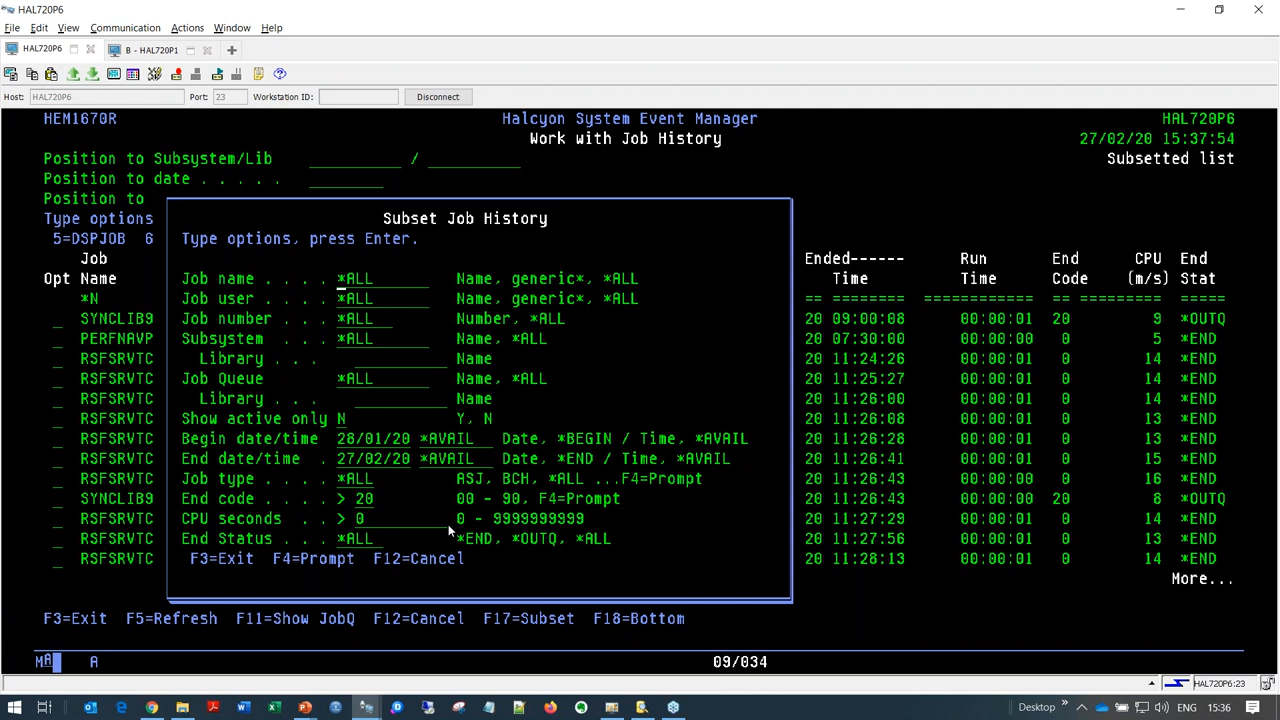 HAL720P6
File Edit View Communication Actions Window Help
HAL720P6 B - HAL720P1
Host: HAL720P6 Port: 23 Workstation ID: Disconnect
HEM1670R Halcyon System Event Manager HAL720P6
Work with Job History 27/02/20 15:37:54
Position to Subsystem/Lib / Subsetted list
Position to date . . . . .
Position to
Type options Subset Job History
5=DSPJOB 6 Type options, press Enter.
Job Ended------ Run End CPU End
Opt Name Job name . . . . *ALL Name, generic*, *ALL Time Time Code (m/s) Stat
*N Job user . . . . *ALL Name, generic*, *ALL == ======== ============ == ========= =====
SYNCLIB9 Job number . . . *ALL Number, *ALL 20 09:00:08 00:00:01 20 9 *OUTQ
PERFNAVP Subsystem . . . *ALL Name, *ALL 20 07:30:00 00:00:00 0 5 *END
RSFSRVTC Library . . . Name 20 11:24:26 00:00:01 0 14 *END
RSFSRVTC Job Queue *ALL Name, *ALL 20 11:25:27 00:00:01 0 14 *END
RSFSRVTC Library . . . Name 20 11:26:00 00:00:01 0 14 *END
RSFSRVTC Show active only N Y, N 20 11:26:08 00:00:01 0 13 *END
RSFSRVTC Begin date/time 28/01/20 *AVAIL Date, *BEGIN / Time, *AVAIL 20 11:26:08 00:00:01 0 13 *END
RSFSRVTC End date/time . 27/02/20 *AVAIL Date, *END / Time, *AVAIL 20 11:26:41 00:00:01 0 15 *END
RSFSRVTC Job type . . . . *ALL ASJ, BCH, *ALL ...F4=Prompt 20 11:26:43 00:00:01 0 16 *END
SYNCLIB9 End code . . . . > 20 00 - 90, F4=Prompt 20 11:26:41 00:00:00 20 8 *OUTQ
RSFSRVTC CPU seconds . . > 0 0 - 9999999999 20 11:27:29 00:00:01 0 14 *END
RSFSRVTC End Status . . . *ALL *END, *OUTQ, *ALL 20 11:27:56 00:00:01 0 13 *END
RSFSRVTC F3=Exit F4=Prompt F12=Cancel 20 11:28:13 00:00:01 0 14 *END
More...
F3=Exit F5=Refresh F11=Show JobQ F12=Cancel F17=Subset F18=Bottom
MA A 09/034
HAL720P6:23
Desktop ENG 15:36